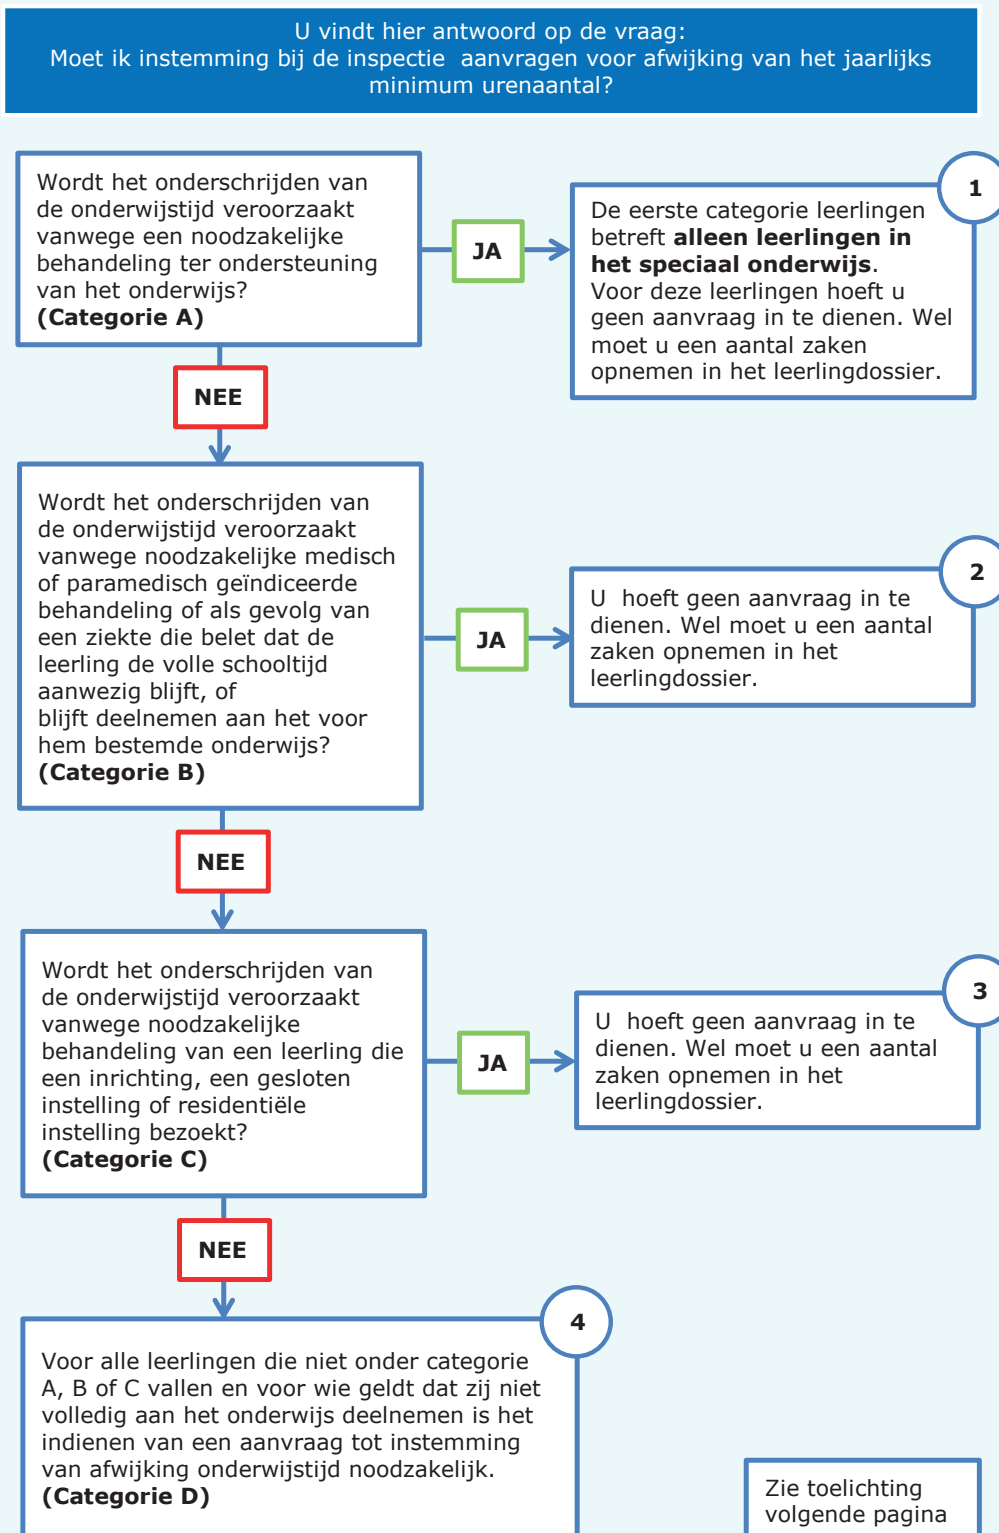 U vindt hier antwoord op de vraag:
Moet ik instemming bij de inspectie aanvragen voor afwijking van het jaarlijks
minimum urenaantal?
Wordt het onderschrijden van
de onderwijstijd veroorzaakt
vanwege een noodzakelijke
behandeling ter ondersteuning
van het onderwijs?
(Categorie A)
JA
1
De eerste categorie leerlingen
betreft alleen leerlingen in
het speciaal onderwijs.
Voor deze leerlingen hoeft u
geen aanvraag in te dienen. Wel
moet u een aantal zaken
opnemen in het leerlingdossier.
NEE
Wordt het onderschrijden van
de onderwijstijd veroorzaakt
vanwege noodzakelijke medisch
of paramedisch geïndiceerde
behandeling of als gevolg van
een ziekte die belet dat de
leerling de volle schooltijd
aanwezig blijft, of
blijft deelnemen aan het voor
hem bestemde onderwijs?
(Categorie B)
JA
2
U hoeft geen aanvraag in te
dienen. Wel moet u een aantal
zaken opnemen in het
leerlingdossier.
NEE
Wordt het onderschrijden van
de onderwijstijd veroorzaakt
vanwege noodzakelijke
behandeling van een leerling die
een inrichting, een gesloten
instelling of residentiële
instelling bezoekt?
(Categorie C)
JA
3
U hoeft geen aanvraag in te
dienen. Wel moet u een aantal
zaken opnemen in het
leerlingdossier.
NEE
4
Voor alle leerlingen die niet onder categorie
A, B of C vallen en voor wie geldt dat zij niet
volledig aan het onderwijs deelnemen is het
indienen van een aanvraag tot instemming
van afwijking onderwijstijd noodzakelijk.
(Categorie D)
Zie toelichting
volgende pagina